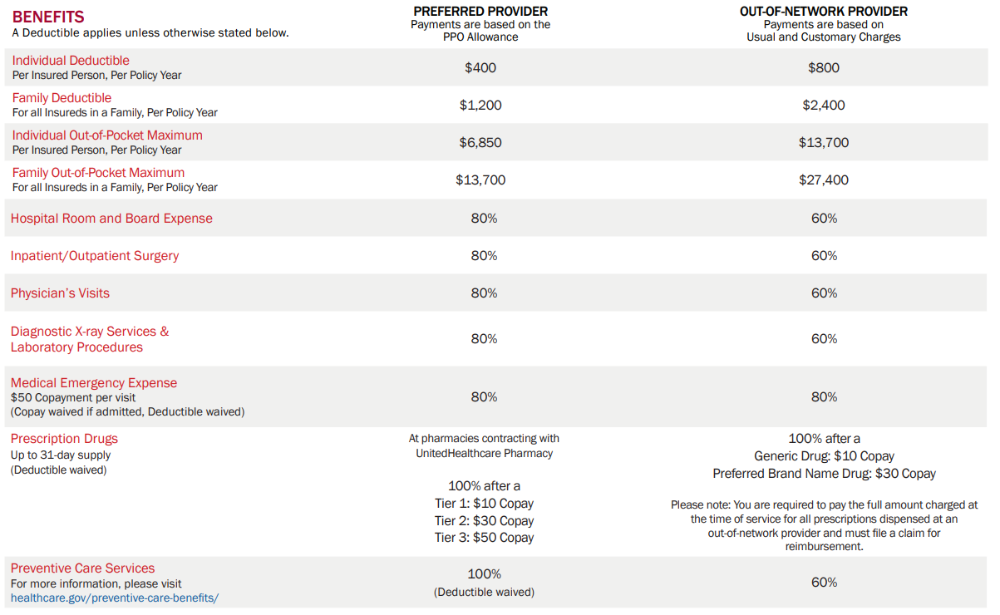 BENEFITS
A Deductible applies unless otherwise stated below.
PREFERRED PROVIDER
Payments are based on the
PPO Allowance
OUT-OF-NETWORK PROVIDER
Payments are based on
Usual and Customary Charges
Individual Deductible
Per Insured Person, Per Policy Year
$400
$800
Family Deductible
For all Insureds in a Family, Per Policy Year
$1,200
$2,400
Individual Out-of-Pocket Maximum
Per Insured Person, Per Policy Year
$6,850
$13,700
Family Out-of-Pocket Maximum
For all Insureds in a Family, Per Policy Year
$13,700
$27,400
Hospital Room and Board Expense
80%
60%
Inpatient/Outpatient Surgery
80%
60%
Physician's Visits
80%
60%
Diagnostic X-ray Services &
Laboratory Procedures
80%
60%
Medical Emergency Expense
$50 Copayment per visit
(Copay waived if admitted, Deductible waived)
80%
80%
Prescription Drugs
Up to 31-day supply
(Deductible waived)
At pharmacies contracting with
UnitedHealthcare Pharmacy
100% after a
Tier 1: $10 Copay
Tier 2: $30 Copay
Tier 3: $50 Copay
100% after a
Generic Drug: $10 Copay
Preferred Brand Name Drug: $30 Copay
Please note: You are required to pay the full amount charged at
the time of service for all prescriptions dispensed at an
out-of-network provider and must file a claim for
reimbursement.
Preventive Care Services
For more information, please visit
healthcare.gov/preventive-care-benefits/
100%
(Deductible waived)
60%